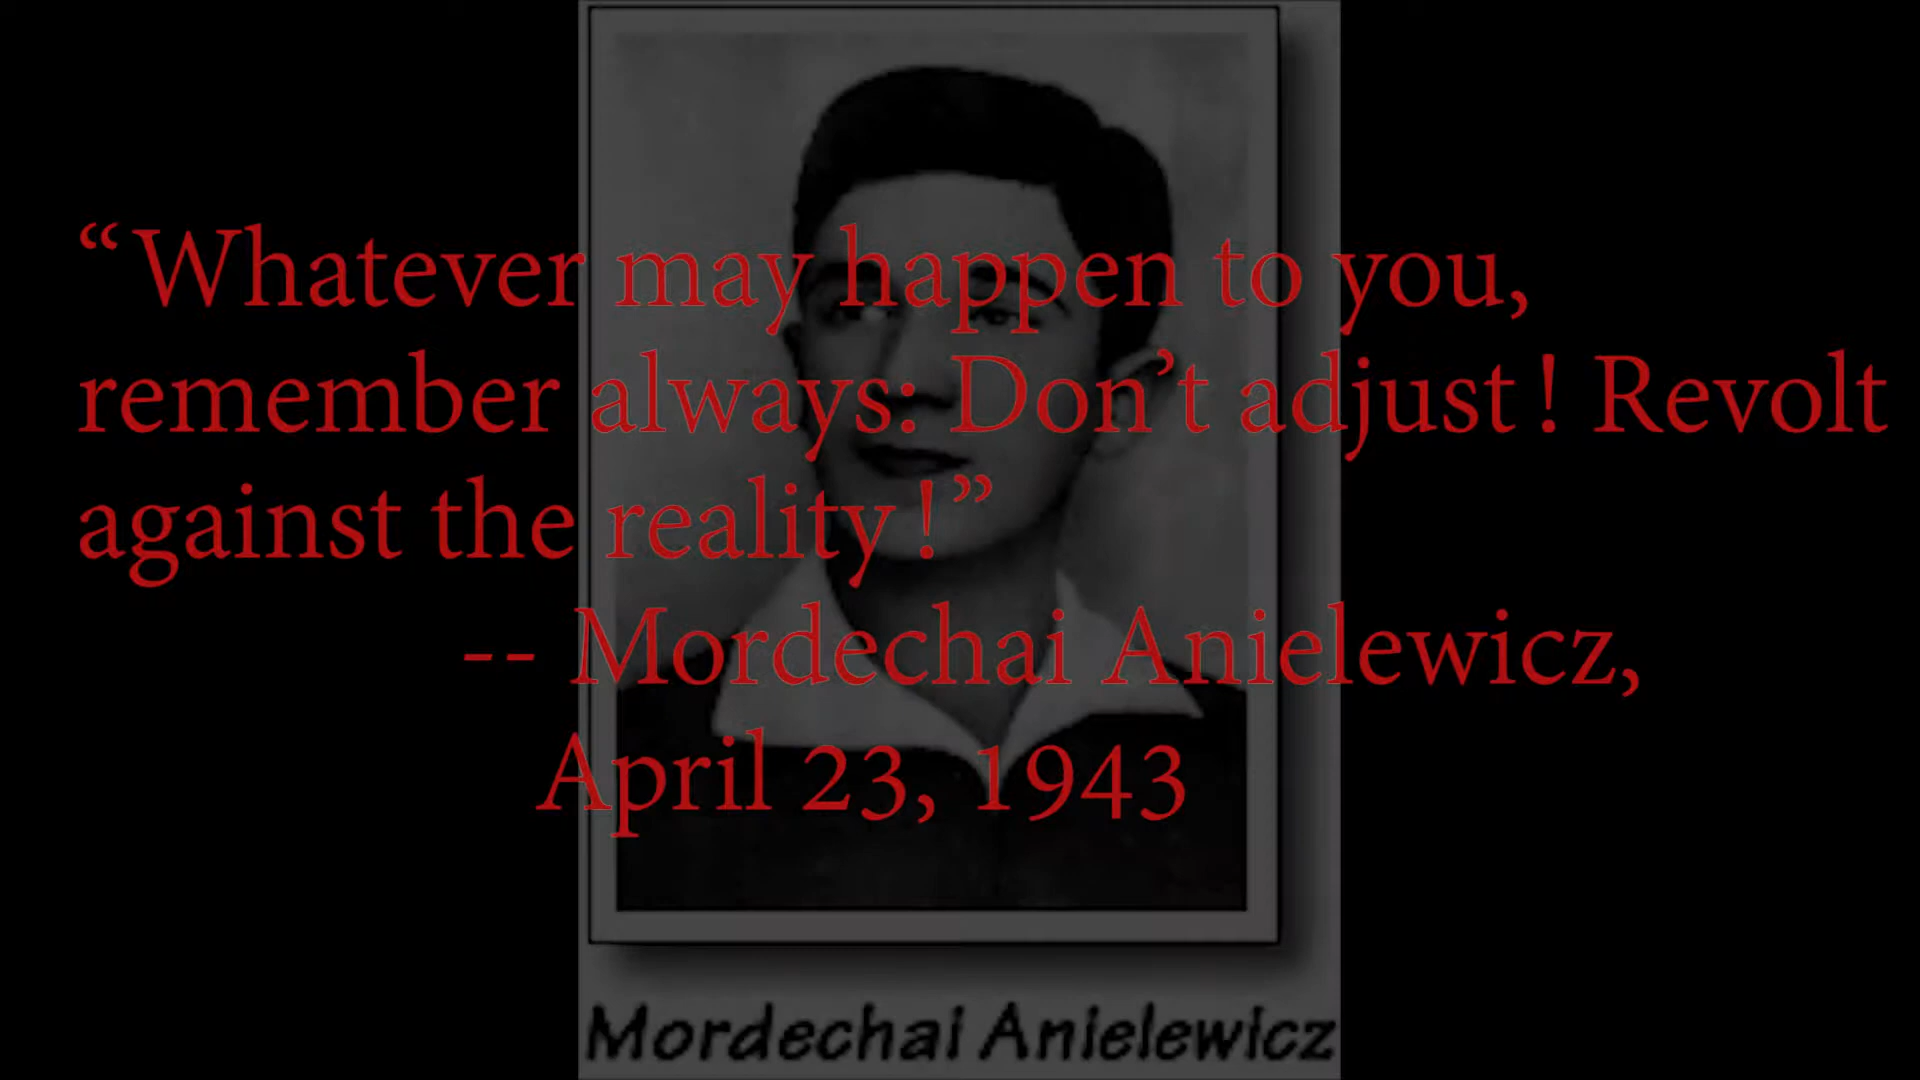 “Whatever may happen to you,
remember always: Don’t adjust! Revolt
against the reality!”
-- Mordechai Anielewicz,
April 23, 1943
Mordechai Anielewicz